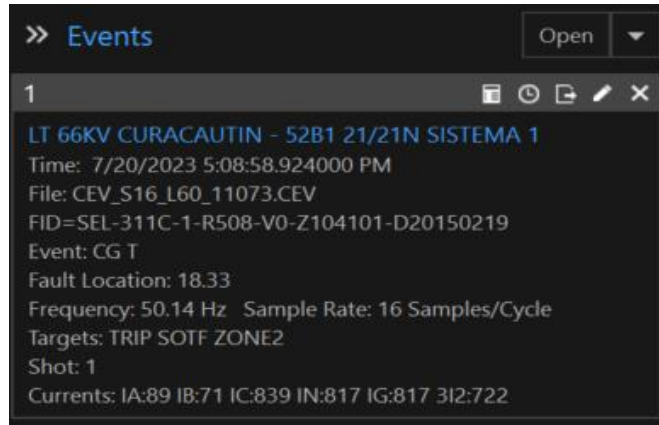 Events
Open
1
LT 66KV CURACAUTIN - 52B1 21/21N SISTEMA 1
Time: 7/20/2023 5:08:58.924000 PM
File: CEV_S16_L60_11073.CEV
FID=SEL-311C-1-R508-V0-Z104101-D20150219
Event: CG T
Fault Location: 18.33
Frequency: 50.14 Hz Sample Rate: 16 Samples/Cycle
Targets: TRIP SOTF ZONE2
Shot: 1
Currents: IA:89 IB:71 IC:839 IN:817 IG:817 3I2:722